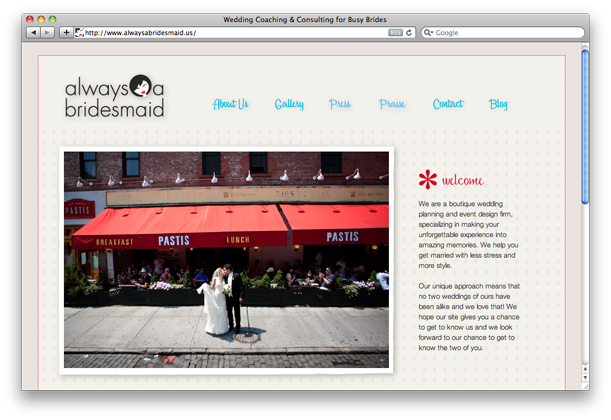 Wedding Coaching & Consulting for Busy Brides
http://www.alwaysabridesmaid.us/
RSS
Google
always a
bridesmaid
About Us Gallery Press Praise Contact Blog
PASTIS
BREAKFAST PASTIS LUNCH PASTIS
welcome
We are a boutique wedding
planning and event design firm,
specializing in making your
unforgettable experience into
amazing memories. We help you
get married with less stress and
more style.
Our unique approach means that
no two weddings of ours have
been alike and we love that! We
hope our site gives you a chance
to get to know us and we look
forward to our chance to get to
know the two of you.